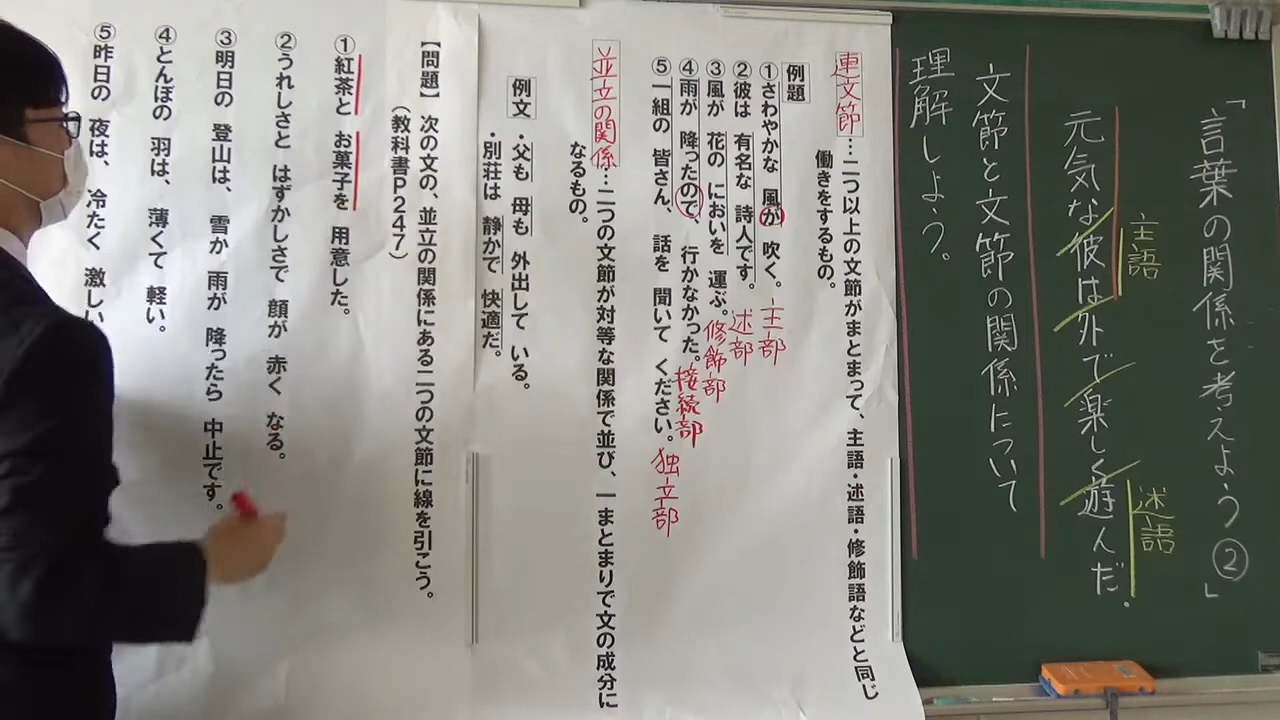 「言葉の関係を考えよう②」
主語
述語
元気な彼は外で楽しく遊んだ。
文節と文節の関係について
理解しよう。
連文節…二つ以上の文節がまとまって、主語・述語・修飾語などと同じ
働きをするもの。
例題
①さわやかな 風が 吹く。 主部
②彼は 有名な 詩人です。 述部
③風が 花の においを 運ぶ。 修飾部
④雨が 降ったので、 行かなかった。 接続部
⑤一組の 皆さん、 話を 聞いて ください。 独立部
並立の関係…二つの文節が対等な関係で並び、一まとまりで文の成分に
なるもの。
例文
・父も 母も 外出して いる。
・別荘は 静かで 快適だ。
【問題】 次の文の、並立の関係にある二つの文節に線を引こう。
(教科書P247)
①紅茶と お菓子を 用意した。
②うれしさと はずかしさで 顔が 赤く なる。
③明日の 登山は、 雪か 雨が 降ったら 中止です。
④とんぼの 羽は、 薄くて 軽い。
⑤昨日の 夜は、 冷たく 激しい